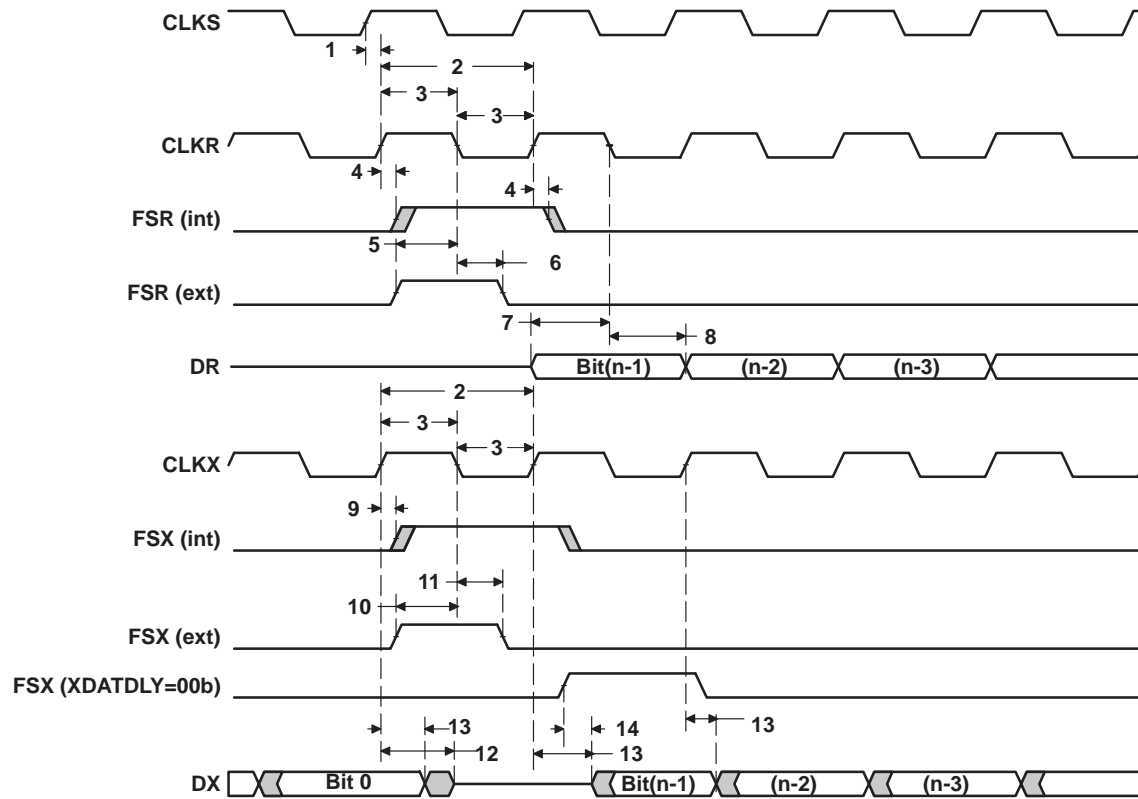 CLKS
1
2
3
3
CLKR
4
4
FSR (int)
5
6
FSR (ext)
7
8
DR
Bit(n-1) (n-2) (n-3)
2
3
3
CLKX
9
FSX (int)
11
10
FSX (ext)
FSX (XDATDLY=00b)
13 14 13
12 13
DX Bit 0 Bit(n-1) (n-2) (n-3)